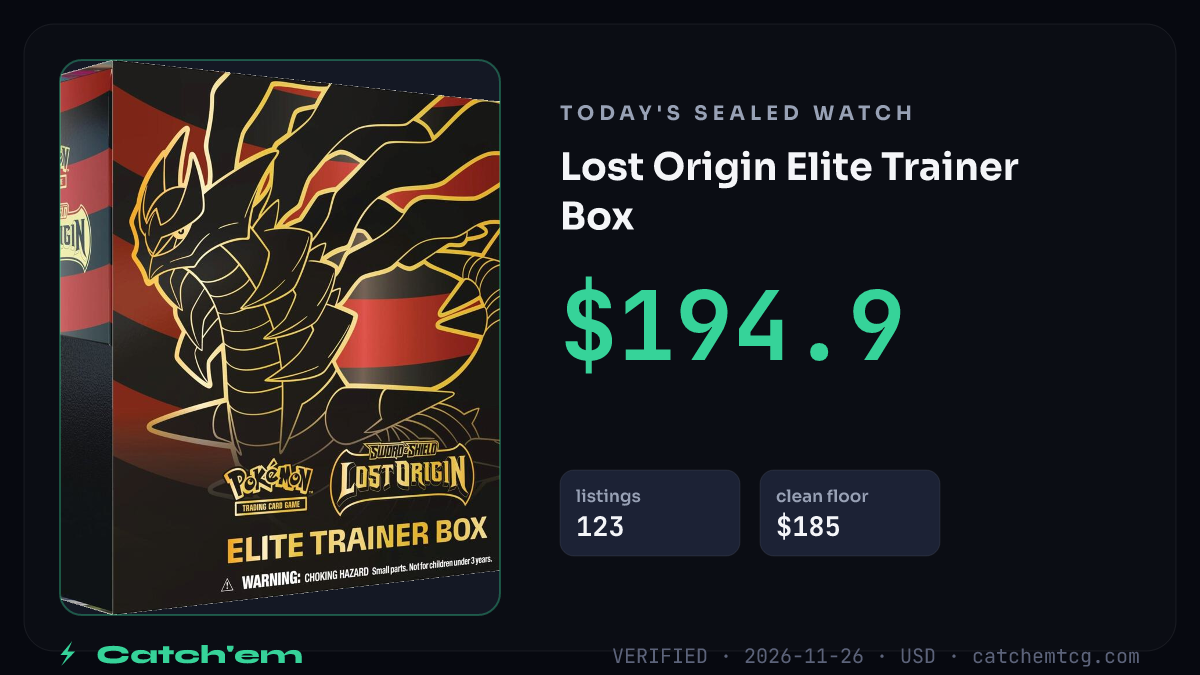 TODAY'S SEALED WATCH
Lost Origin Elite Trainer
Box
$194.9
listings
123
clean floor
$185
IGIN
Pokémon
TRADING CARD GAME
SWORD & SHIELD
LOST ORIGIN
ELITE TRAINER BOX
WARNING: CHOKING HAZARD Small parts. Not for children under 3 years.
Catch'em
VERIFIED · 2026-11-26 · USD · catchemtcg.com